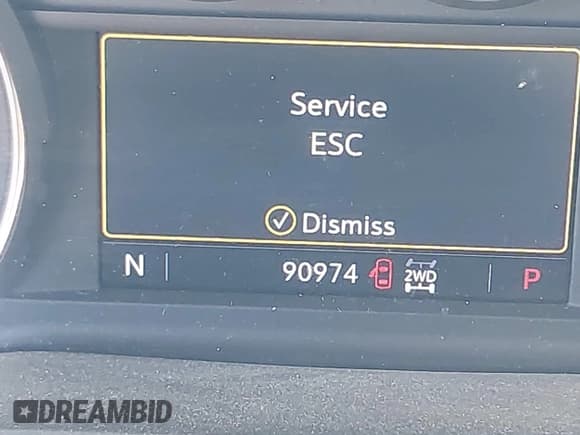 Service
ESC
Dismiss
N 90974 2WD P
DREAMBID